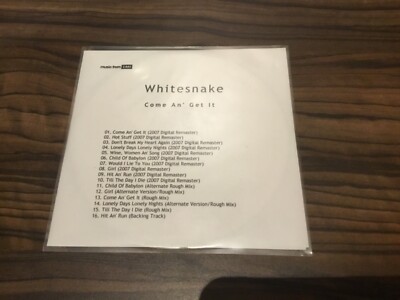 Whitesnake
Come An' Get It
01. Come An' Get It (2007 Digital Remaster)
02. Hot Stuff (2007 Digital Remaster)
03. Don't Break My Heart Again (2007 Digital Remaster)
04. Lonely Days Lonely Nights (2007 Digital Remaster)
05. Wine, Women An' Song (2007 Digital Remaster)
06. Child Of Babylon (2007 Digital Remaster)
07. Would I Lie To You (2007 Digital Remaster)
08. Girl (2007 Digital Remaster)
09. Hit An' Run (2007 Digital Remaster)
10. Till The Day I Die (2007 Digital Remaster)
11. Child Of Babylon (Alternate Rough Mix)
12. Girl (Alternate Version/Rough Mix)
13. Come An' Get It (Rough Mix)
14. Lonely Days Lonely Nights (Alternate Version/Rough Mix)
15. Till The Day I Die (Rough Mix)
16. Hit An' Run (Backing Track)